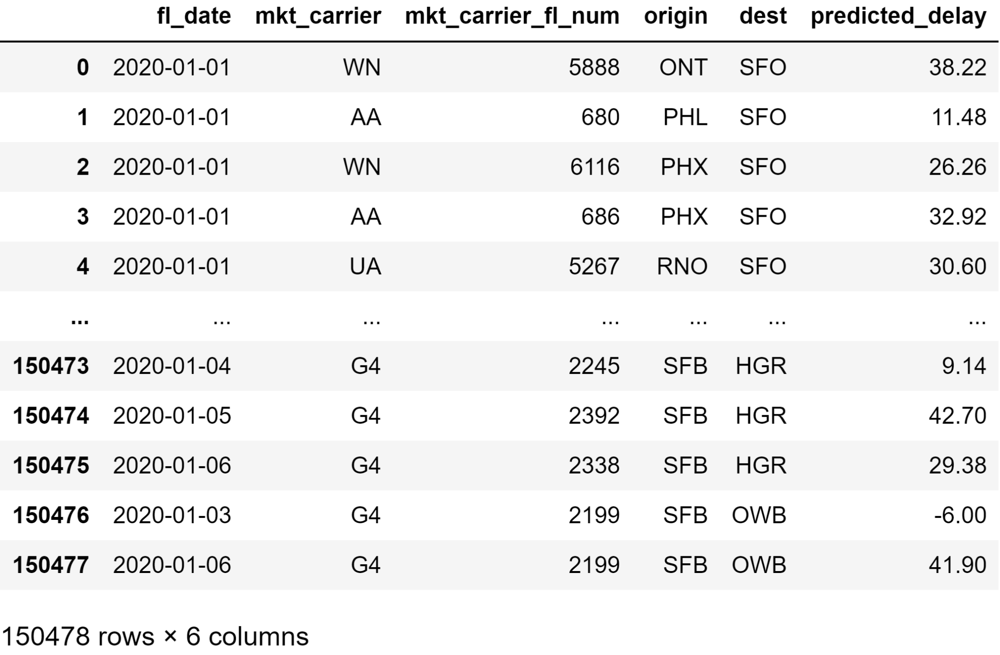 fl_date mkt_carrier mkt_carrier_fl_num origin dest predicted_delay
0 2020-01-01 WN 5888 ONT SFO 38.22
1 2020-01-01 AA 680 PHL SFO 11.48
2 2020-01-01 WN 6116 PHX SFO 26.26
3 2020-01-01 AA 686 PHX SFO 32.92
4 2020-01-01 UA 5267 RNO SFO 30.60
... ... ... ... ... ... ...
150473 2020-01-04 G4 2245 SFB HGR 9.14
150474 2020-01-05 G4 2392 SFB HGR 42.70
150475 2020-01-06 G4 2338 SFB HGR 29.38
150476 2020-01-03 G4 2199 SFB OWB -6.00
150477 2020-01-06 G4 2199 SFB OWB 41.90
150478 rows × 6 columns